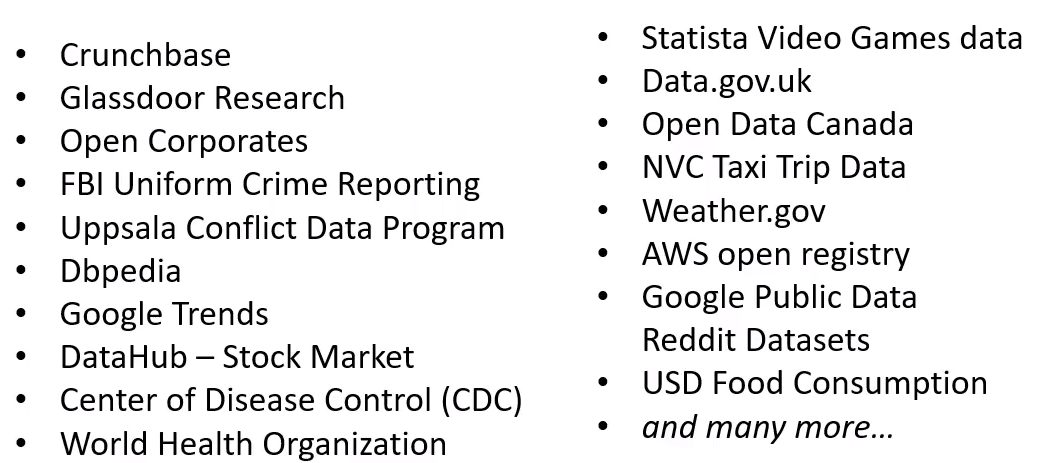 • Crunchbase
• Glassdoor Research
• Open Corporates
• FBI Uniform Crime Reporting
• Uppsala Conflict Data Program
• Dbpedia
• Google Trends
• DataHub – Stock Market
• Center of Disease Control (CDC)
• World Health Organization
• Statista Video Games data
• Data.gov.uk
• Open Data Canada
• NVC Taxi Trip Data
• Weather.gov
• AWS open registry
• Google Public Data
Reddit Datasets
• USD Food Consumption
• and many more...